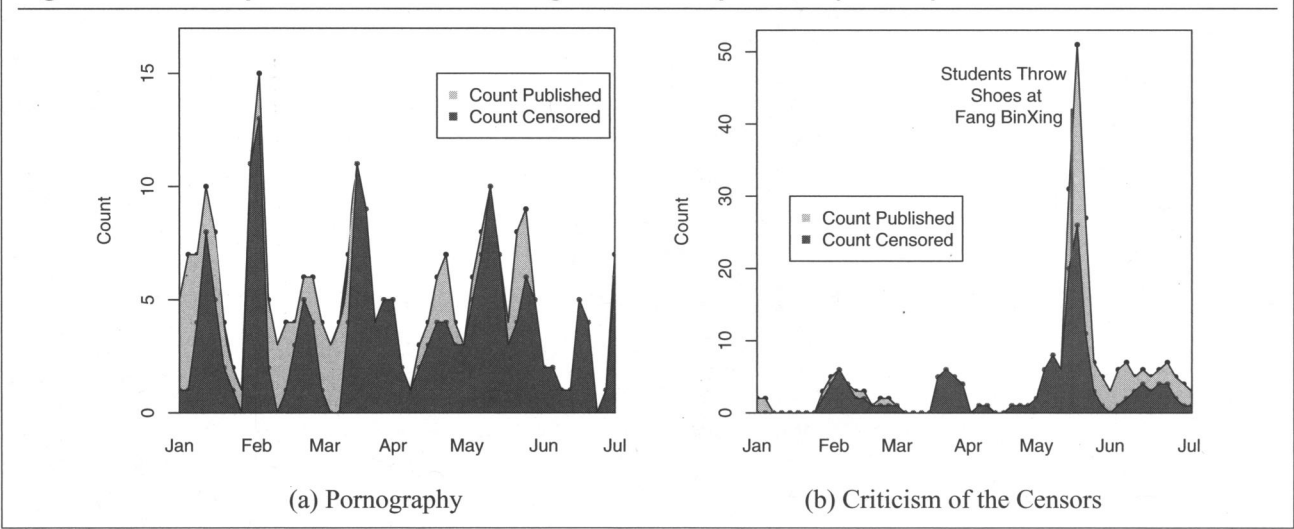 Count
15
10
5
0
Count Published
Count Censored
Jan Feb Mar Apr May Jun Jul
(a) Pornography
Count
50
40
30
20
10
0
Students Throw
Shoes at
Fang BinXing
Count Published
Count Censored
Jan Feb Mar Apr May Jun Jul
(b) Criticism of the Censors